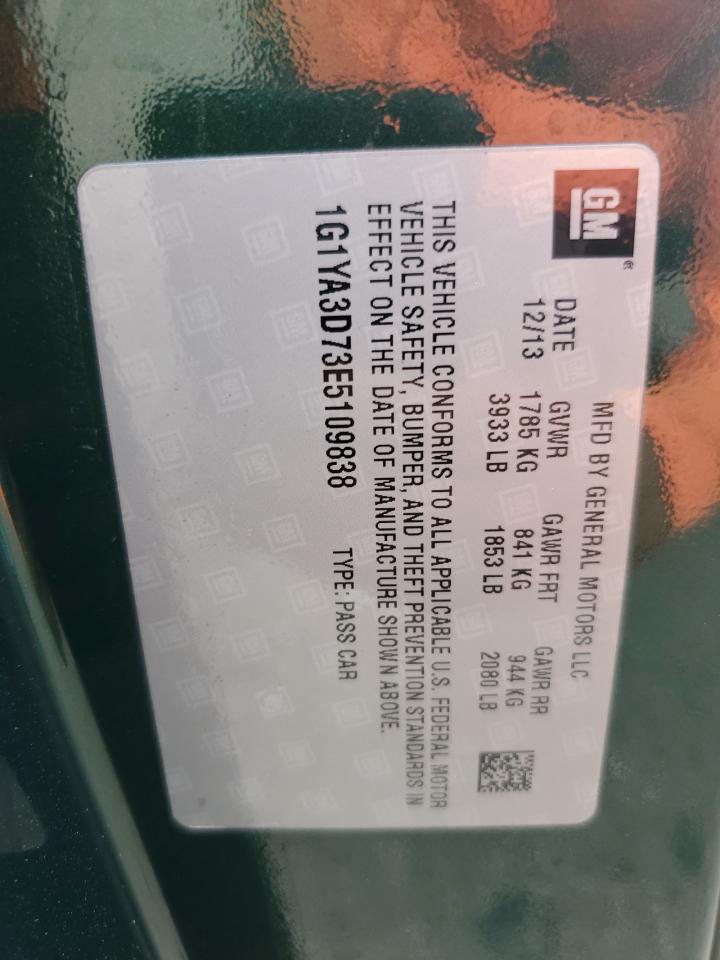 GM®
MFD BY GENERAL MOTORS LLC
DATE GVWR GAWR FRT GAWR RR
12/13 1785 KG 841 KG 944 KG
3933 LB 1853 LB 2080 LB
THIS VEHICLE CONFORMS TO ALL APPLICABLE U.S. FEDERAL MOTOR
VEHICLE SAFETY, BUMPER, AND THEFT PREVENTION STANDARDS IN
EFFECT ON THE DATE OF MANUFACTURE SHOWN ABOVE.
1G1YA3D73E5109838 TYPE: PASS CAR